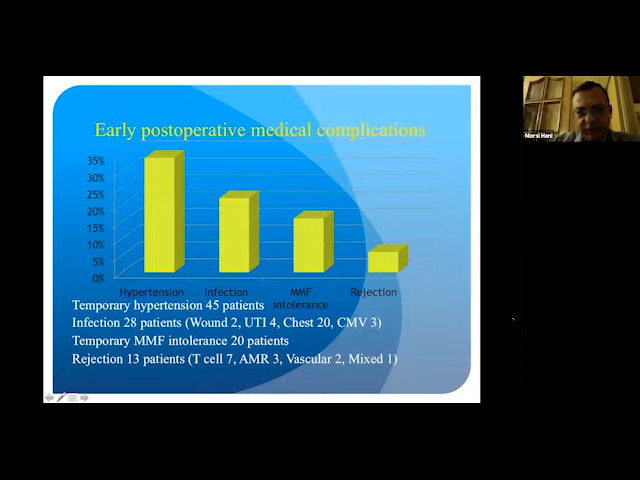 Early postoperative medical complications
35%
30%
25%
20%
15%
10%
5%
0%
Hypertension Infection MMF intolerance Rejection
Temporary hypertension 45 patients
Infection 28 patients (Wound 2, UTI 4, Chest 20, CMV 3)
Temporary MMF intolerance 20 patients
Rejection 13 patients (T cell 7, AMR 3, Vascular 2, Mixed 1)
Morsi Hani